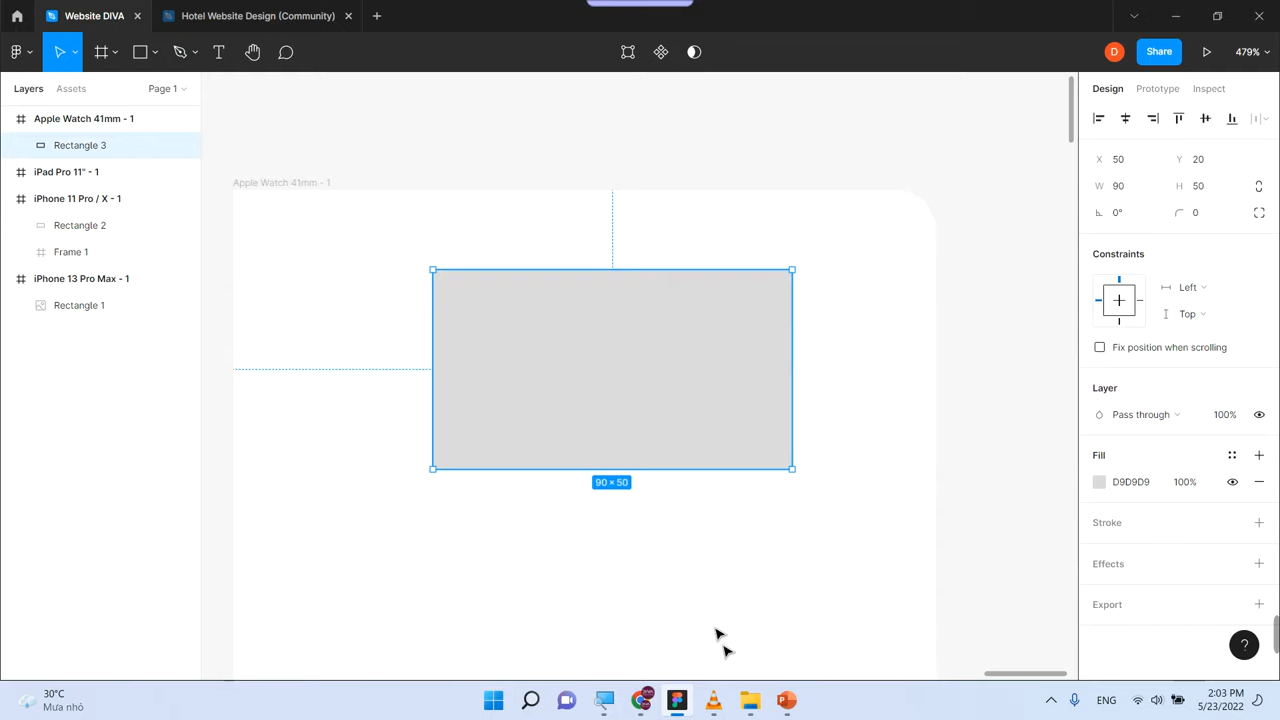 Website DIVA
Hotel Website Design (Community)
D
Share
479%
Layers
Assets
Page 1
Design
Prototype
Inspect
Apple Watch 41mm - 1
Rectangle 3
iPad Pro 11" - 1
iPhone 11 Pro / X - 1
Rectangle 2
Frame 1
iPhone 13 Pro Max - 1
Rectangle 1
Apple Watch 41mm - 1
90 × 50
X 50
Y 20
W 90
H 50
0°
0
Constraints
Left
Top
Fix position when scrolling
Layer
Pass through
100%
Fill
D9D9D9
100%
Stroke
Effects
Export
?
30°C
Mưa nhỏ
ENG
2:03 PM
5/23/2022